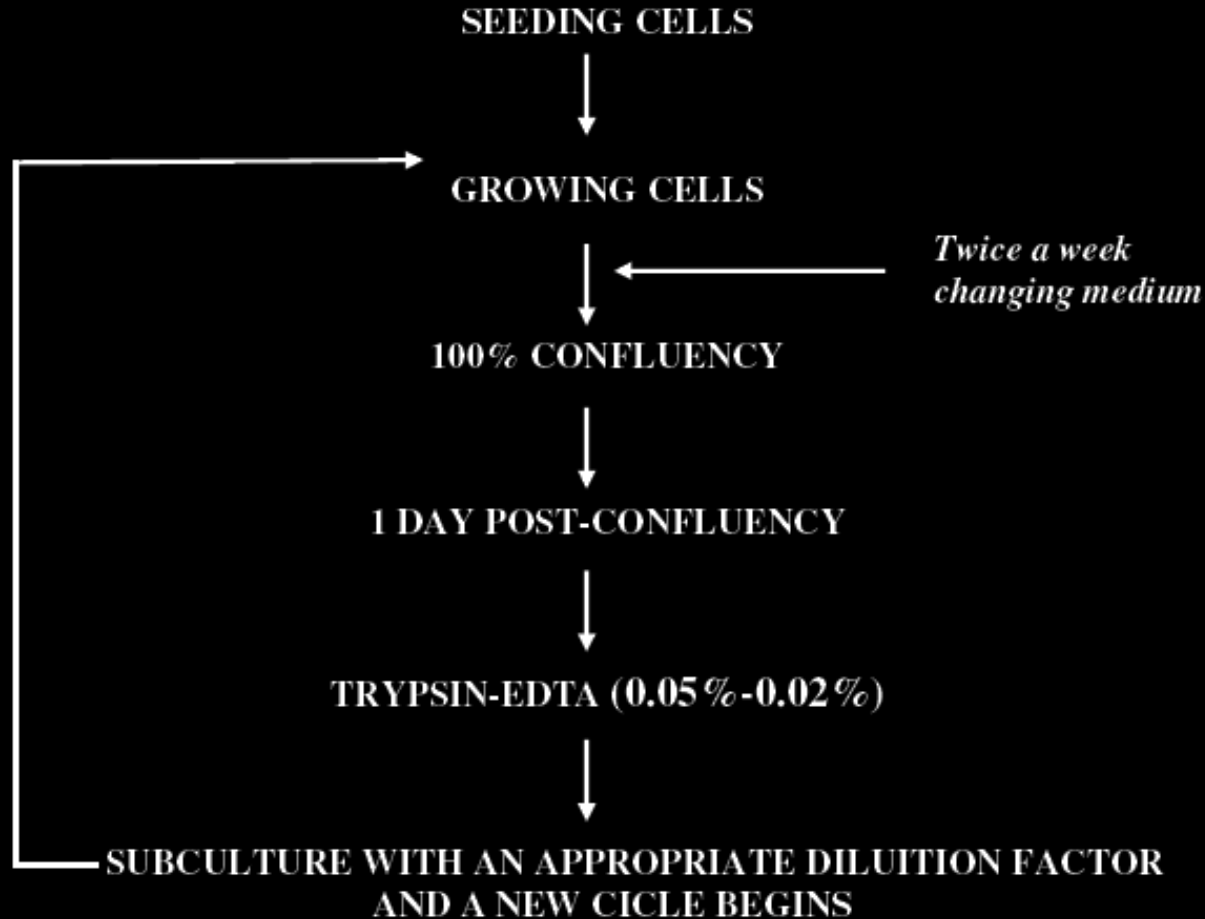 SEEDING CELLS
GROWING CELLS
Twice a week
changing medium
100% CONFLUENCY
1 DAY POST-CONFLUENCY
TRYPSIN-EDTA (0.05%-0.02%)
SUBCULTURE WITH AN APPROPRIATE DILUITION FACTOR
AND A NEW CICLE BEGINS